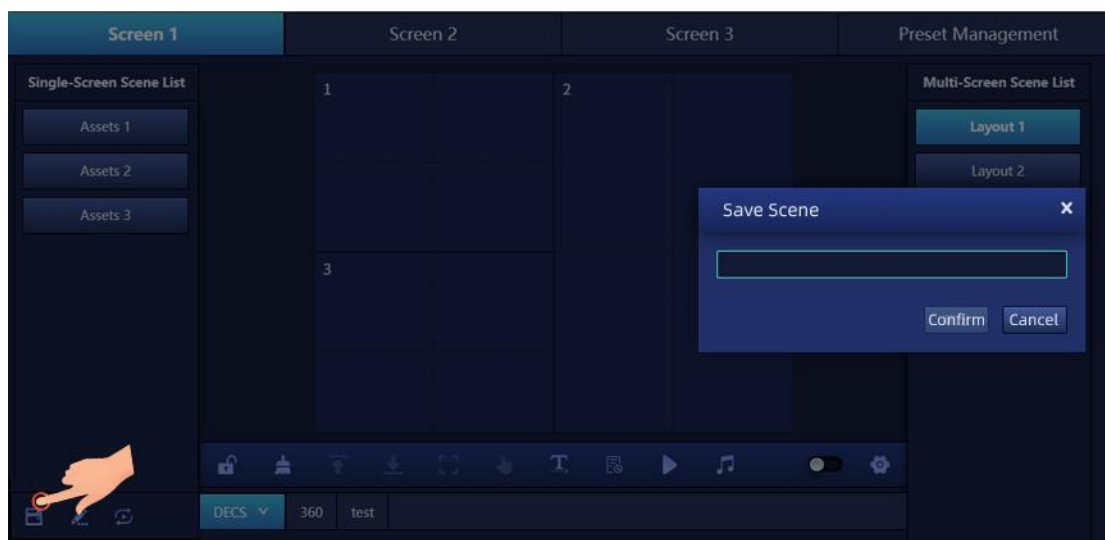 Screen 1
Screen 2
Screen 3
Preset Management
Single-Screen Scene List
Assets 1
Assets 2
Assets 3
1
2
3
Multi-Screen Scene List
Layout 1
Layout 2
Save Scene
x
Confirm
Cancel
DECS
360
test